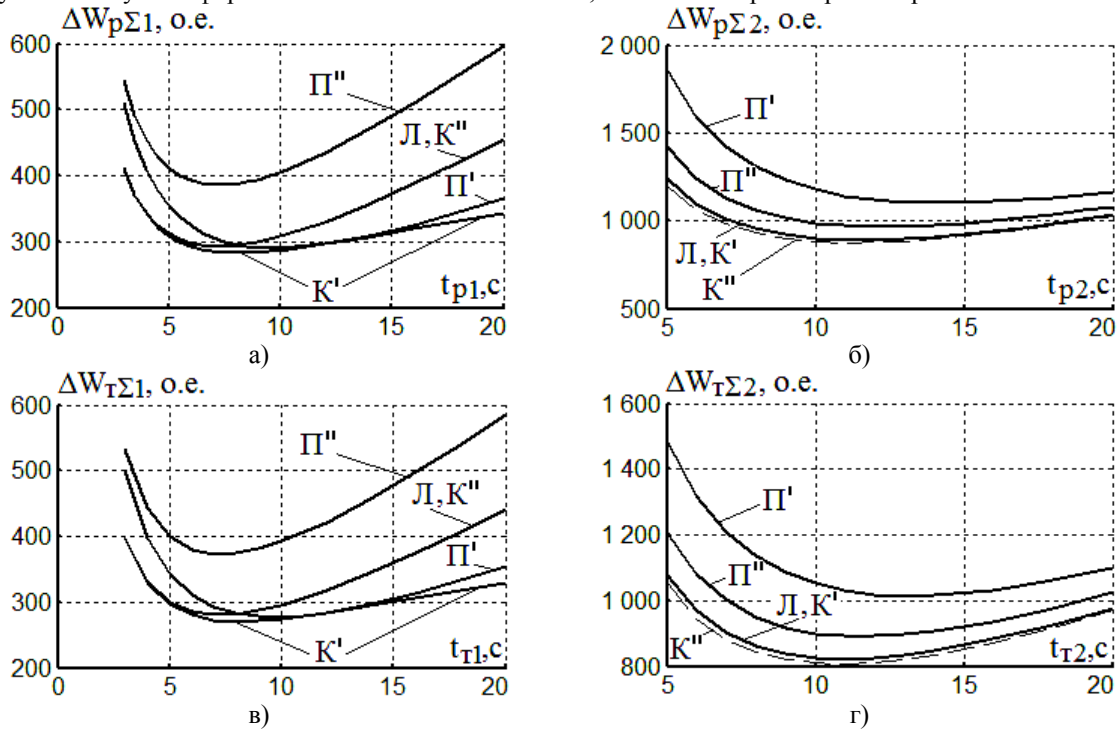 ΔWpΣ1, о.е.
600
500
400
300
200
0
5
10
15
20
П"
Л,К"
П'
К'
tp1,с
а)
ΔWpΣ2, о.е.
2 000
1 500
1 000
500
5
10
15
20
П'
П"
Л,К'
К"
tp2,с
б)
ΔWтΣ1, о.е.
600
500
400
300
200
0
5
10
15
20
П"
Л,К"
П'
К'
tт1,с
в)
ΔWтΣ2, о.е.
1 600
1 400
1 200
1 000
800
5
10
15
20
П'
П"
Л,К'
К"
tт2,с
г)